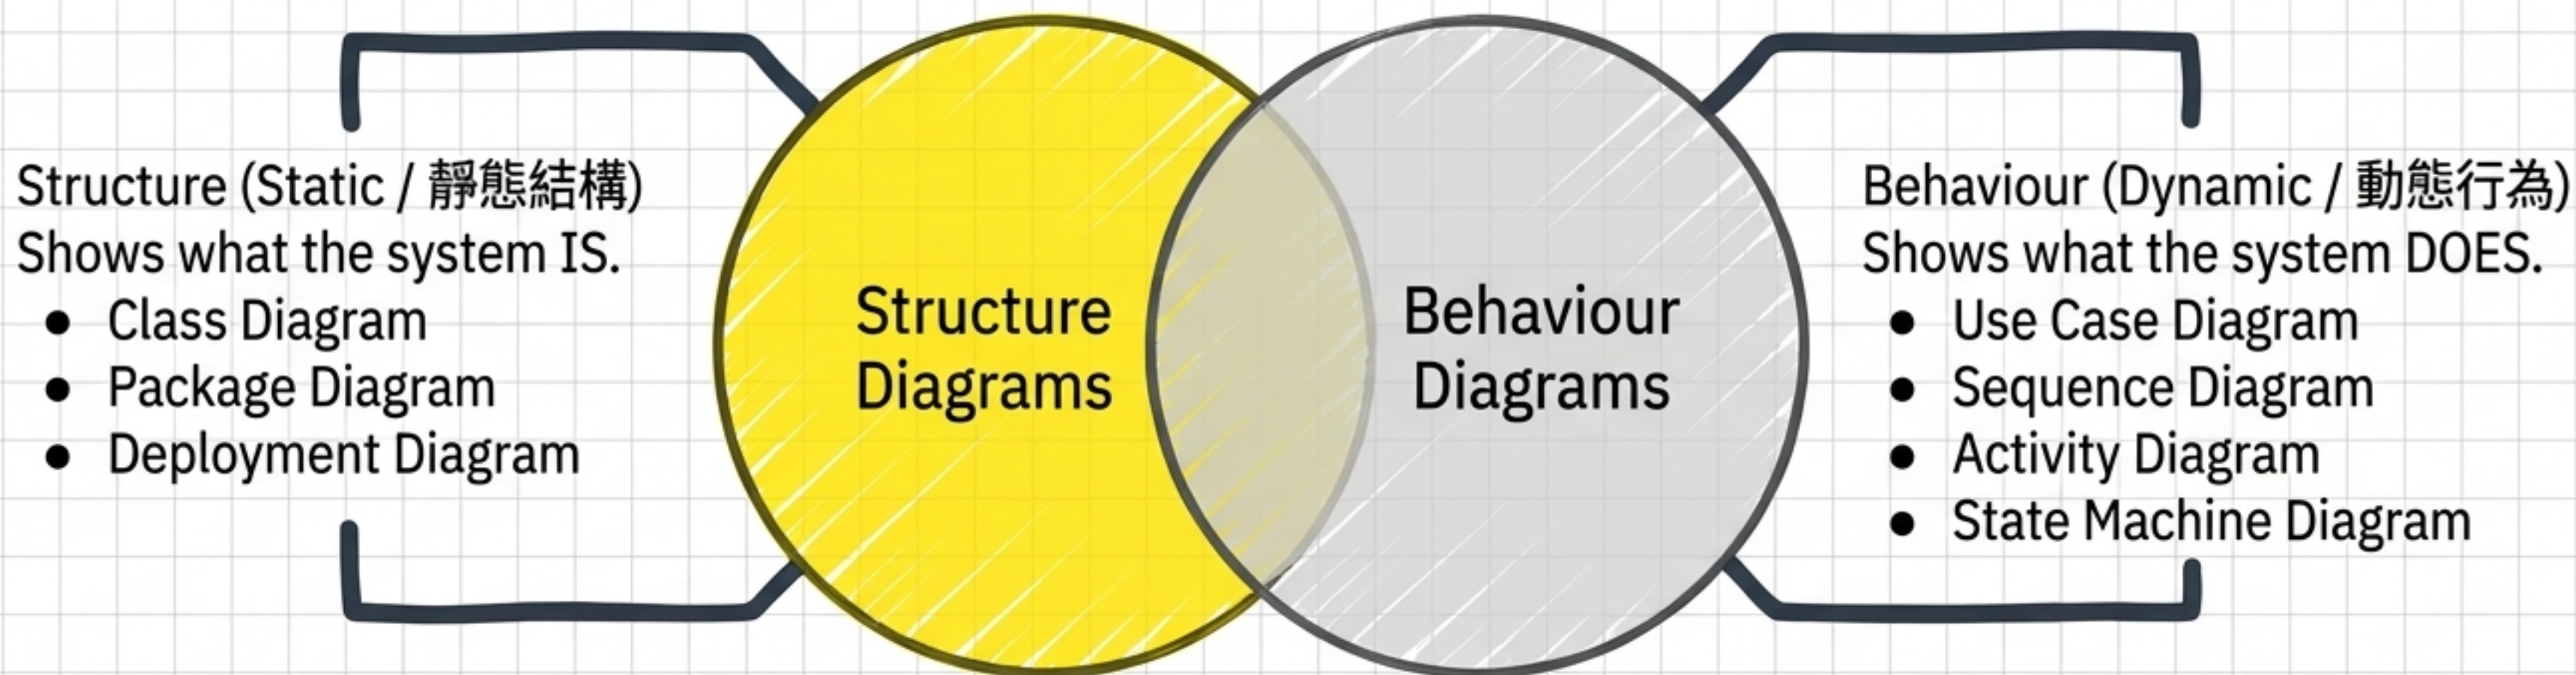 Structure (Static / 靜態結構)
Shows what the system IS.
● Class Diagram
● Package Diagram
● Deployment Diagram
Structure
Diagrams
Behaviour
Diagrams
Behaviour (Dynamic / 動態行為)
Shows what the system DOES.
● Use Case Diagram
● Sequence Diagram
● Activity Diagram
● State Machine Diagram